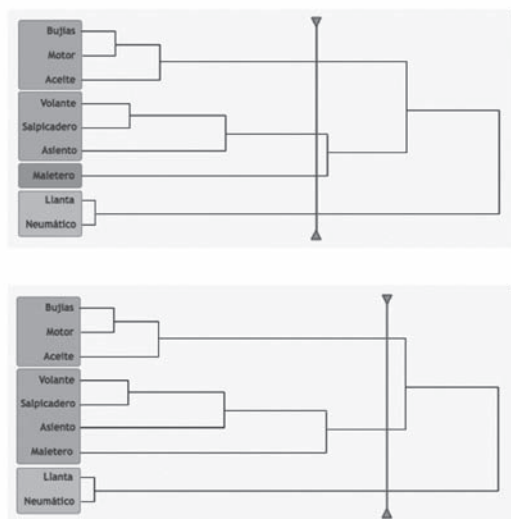 Bujías
Motor
Aceite
Volante
Salpicadero
Asiento
Maletero
Llanta
Neumático
Bujías
Motor
Aceite
Volante
Salpicadero
Asiento
Maletero
Llanta
Neumático